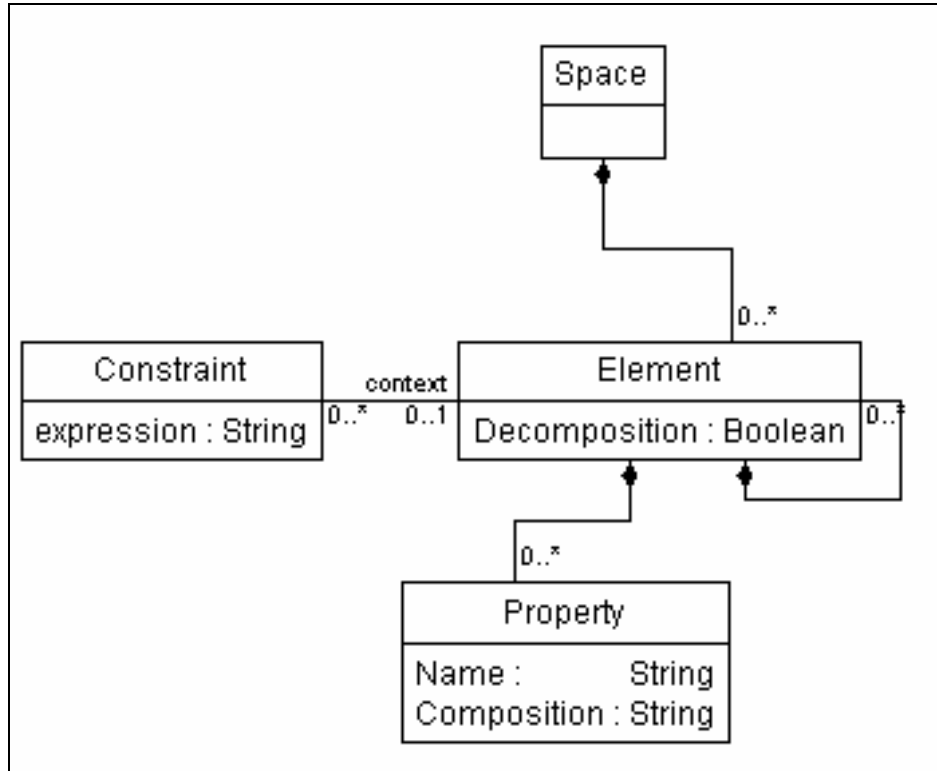 Space
0..*
Constraint
expression : String
0..*
context
0..1
Element
Decomposition : Boolean
0..*
0..*
Property
Name : String
Composition : String